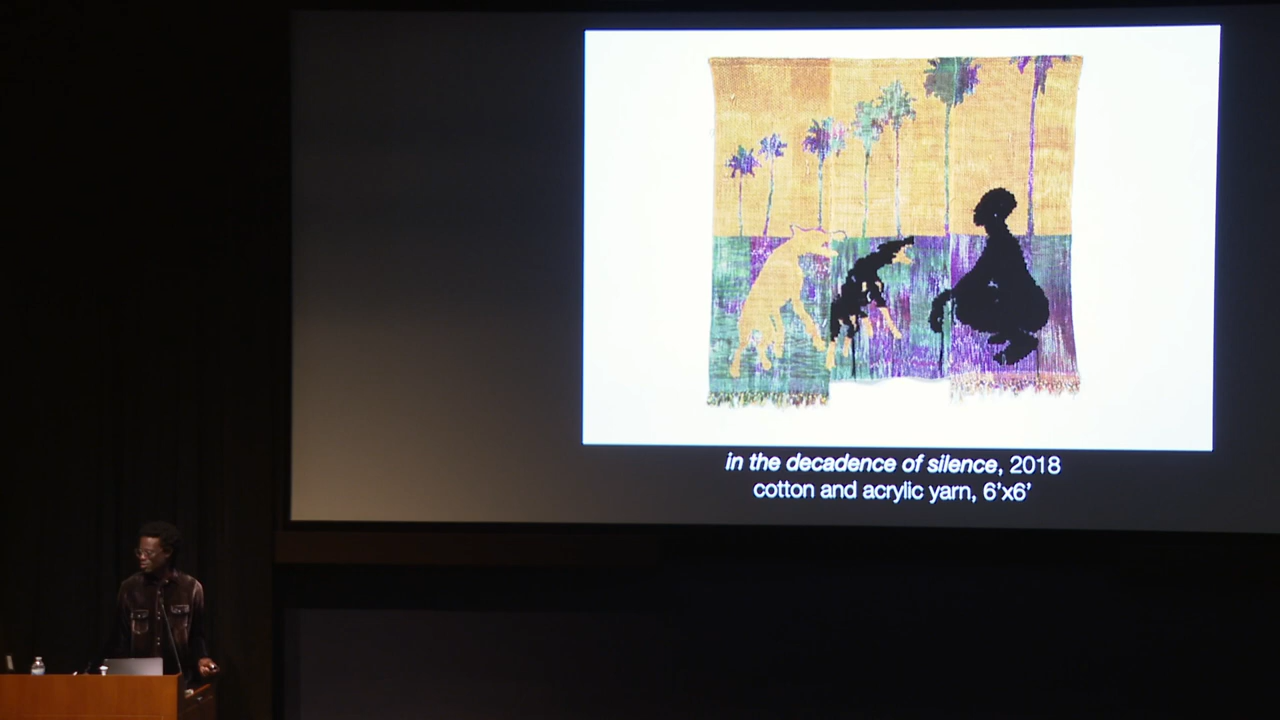 in the decadence of silence, 2018
cotton and acrylic yarn, 6’x6’